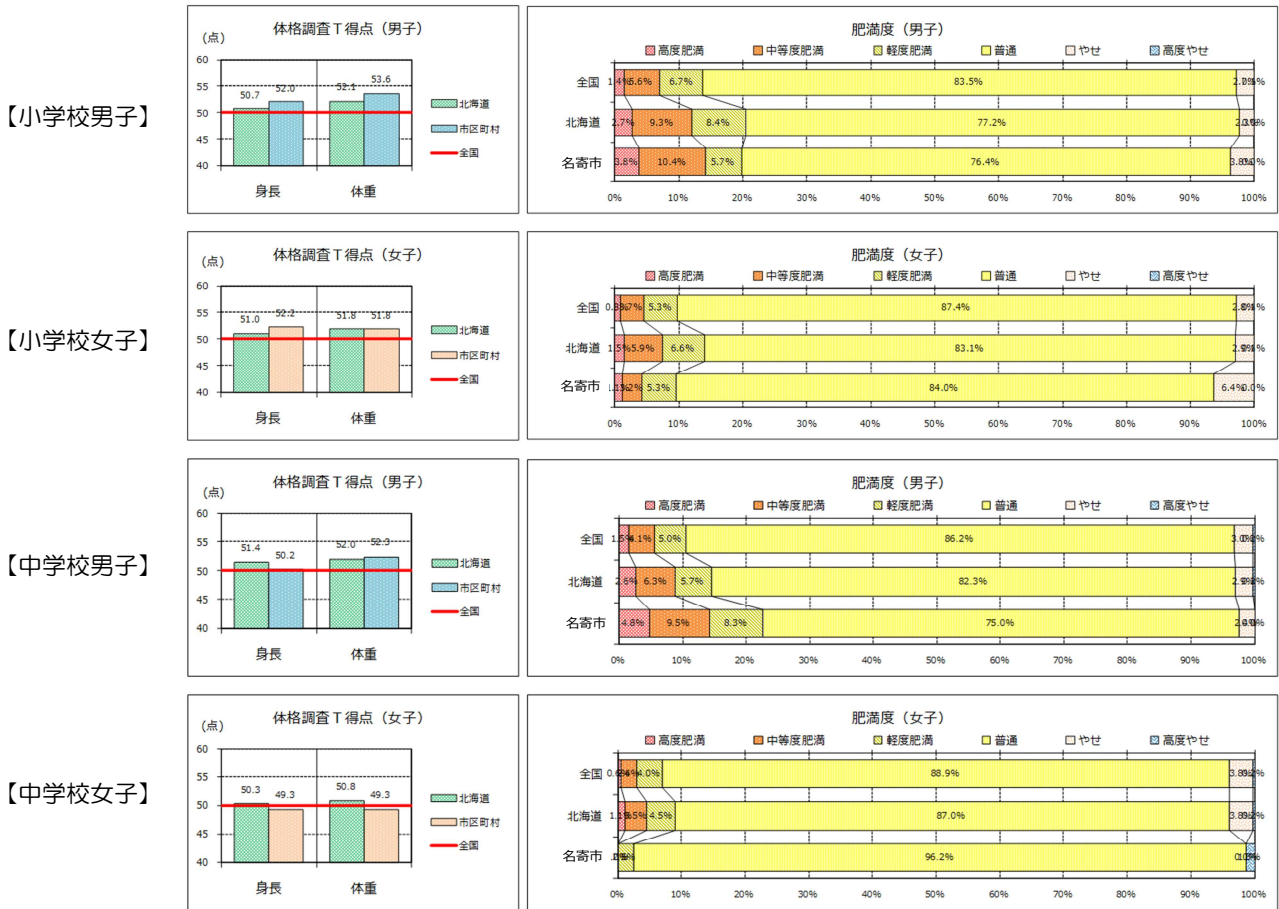 【小学校男子】
体格調査T得点（男子）
(点)
60
55
50
45
40
50.7
52.0
52.1
53.6
身長
体重
北海道
市区町村
全国
肥満度（男子）
高度肥満 中等度肥満 軽度肥満 普通 やせ 高度やせ
全国 1.4% 5.6% 6.7% 83.5%
北海道 2.7% 9.3% 8.4% 77.2%
名寄市 3.8% 10.4% 5.7% 76.4% 3.8% 0.0%
0% 10% 20% 30% 40% 50% 60% 70% 80% 90% 100%
【小学校女子】
体格調査T得点（女子）
(点)
60
55
50
45
40
51.0
52.2
51.8
51.8
身長
体重
北海道
市区町村
全国
肥満度（女子）
高度肥満 中等度肥満 軽度肥満 普通 やせ 高度やせ
全国 5.3% 87.4%
北海道 1.5% 5.9% 6.6% 83.1%
名寄市 5.3% 84.0% 6.4% 0.0%
0% 10% 20% 30% 40% 50% 60% 70% 80% 90% 100%
【中学校男子】
体格調査T得点（男子）
(点)
60
55
50
45
40
51.4
50.2
52.0
52.3
身長
体重
北海道
市区町村
全国
肥満度（男子）
高度肥満 中等度肥満 軽度肥満 普通 やせ 高度やせ
全国 1.5% 4.1% 5.0% 86.2%
北海道 2.6% 6.3% 5.7% 82.3%
名寄市 4.8% 9.5% 8.3% 75.0%
0% 10% 20% 30% 40% 50% 60% 70% 80% 90% 100%
【中学校女子】
体格調査T得点（女子）
(点)
60
55
50
45
40
50.3
49.3
50.8
49.3
身長
体重
北海道
市区町村
全国
肥満度（女子）
高度肥満 中等度肥満 軽度肥満 普通 やせ 高度やせ
全国 4.0% 88.9%
北海道 4.5% 87.0%
名寄市 96.2%
0% 10% 20% 30% 40% 50% 60% 70% 80% 90% 100%